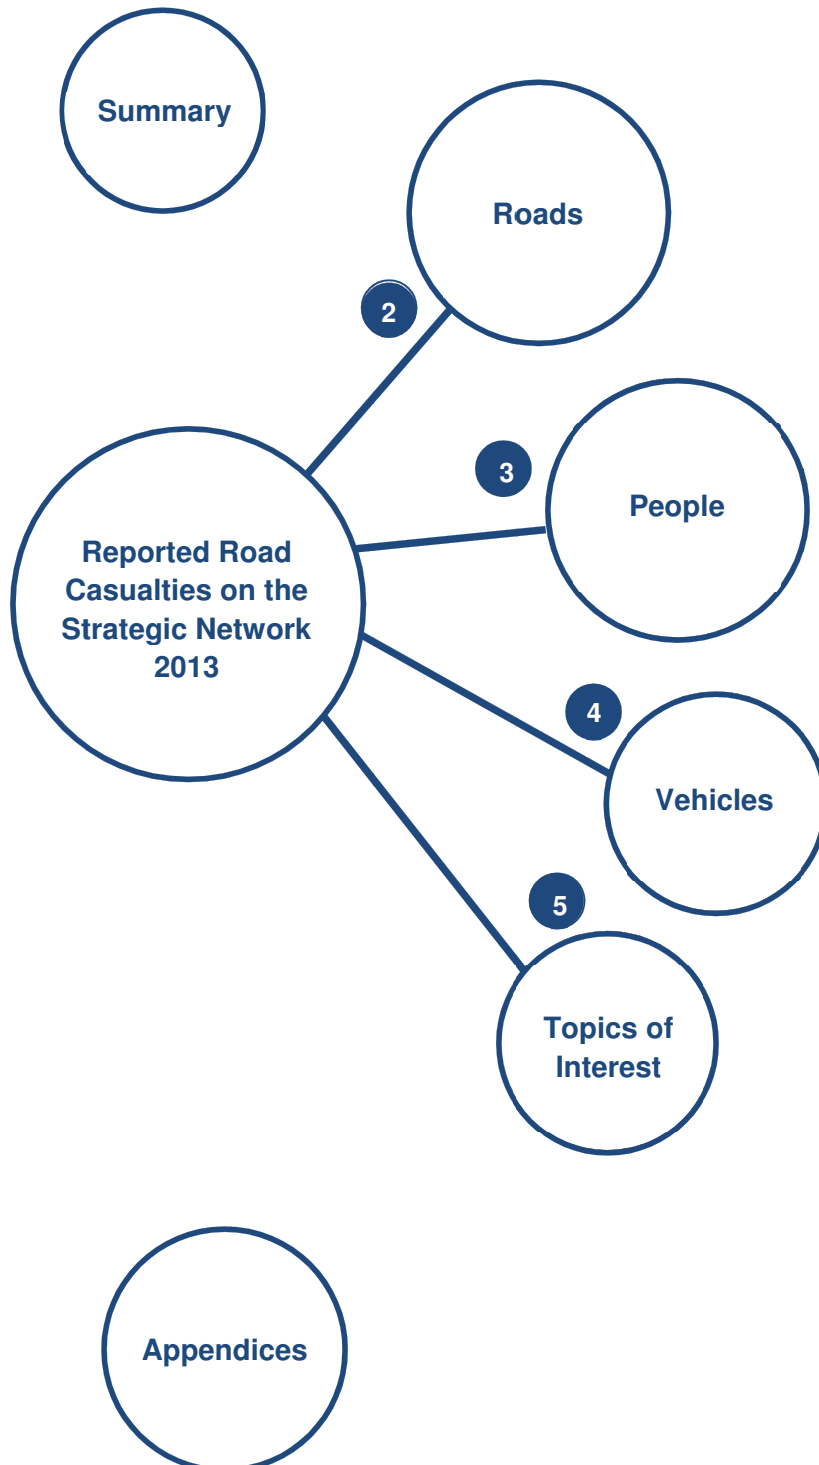 Summary
Roads
2
3
People
Reported Road
Casualties on the
Strategic Network
2013
4
Vehicles
5
Topics of
Interest
Appendices